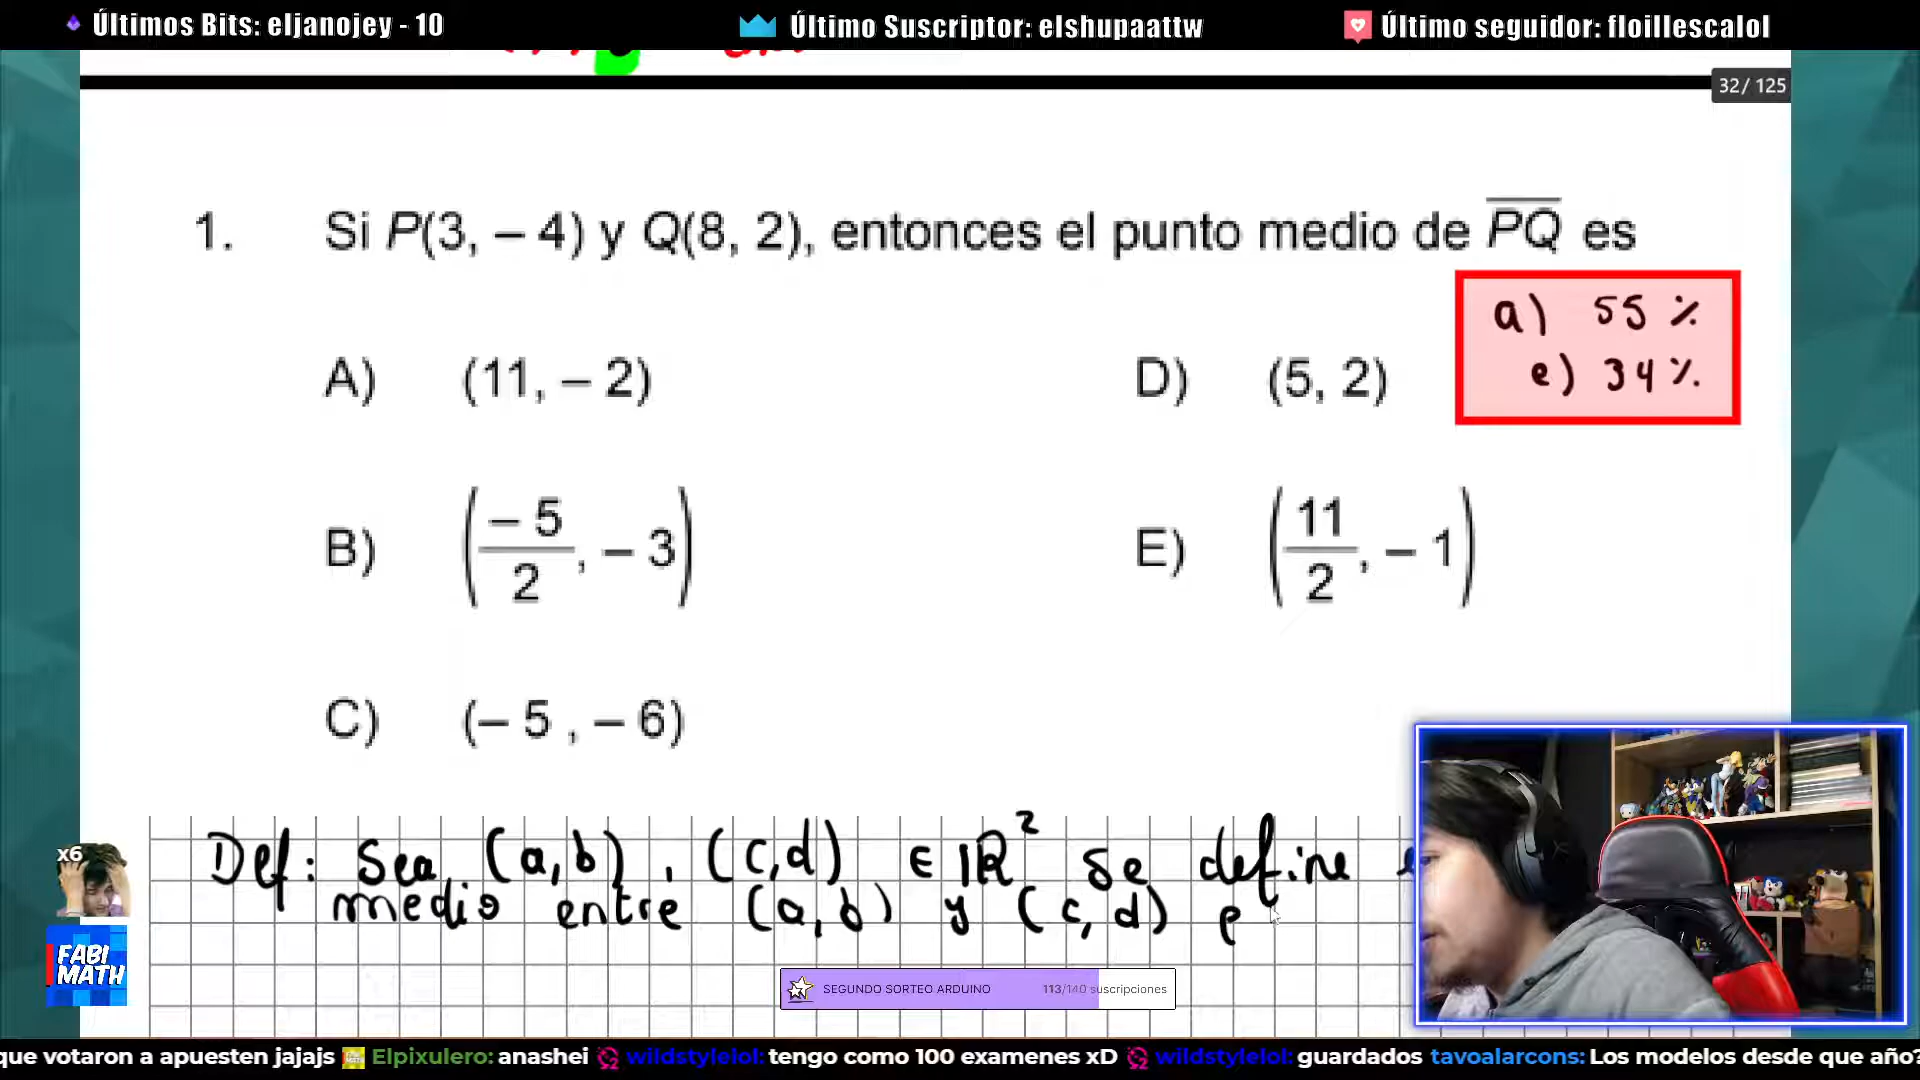 Últimos Bits: eljanojey - 10
Último Suscriptor: elshupaattw
Último seguidor: floillescalol
32/ 125
1. Si P(3, – 4) y Q(8, 2), entonces el punto medio de PQ es
a) 55 %
e) 34 %
A) (11, – 2)
D) (5, 2)
B) (– 5/2, – 3)
E) (11/2, – 1)
C) (– 5 , – 6)
Def: Sea (a,b), (c,d) ∈ ℝ² se define
medio entre (a,b) y (c,d) e
x6
FABI
MATH
SEGUNDO SORTEO ARDUINO 113/140 suscripciones
que votaron a apuesten jajajs Elpixulero: anashei wildstylelol: tengo como 100 examenes xD wildstylelol: guardados tavoalarcons: Los modelos desde que año?